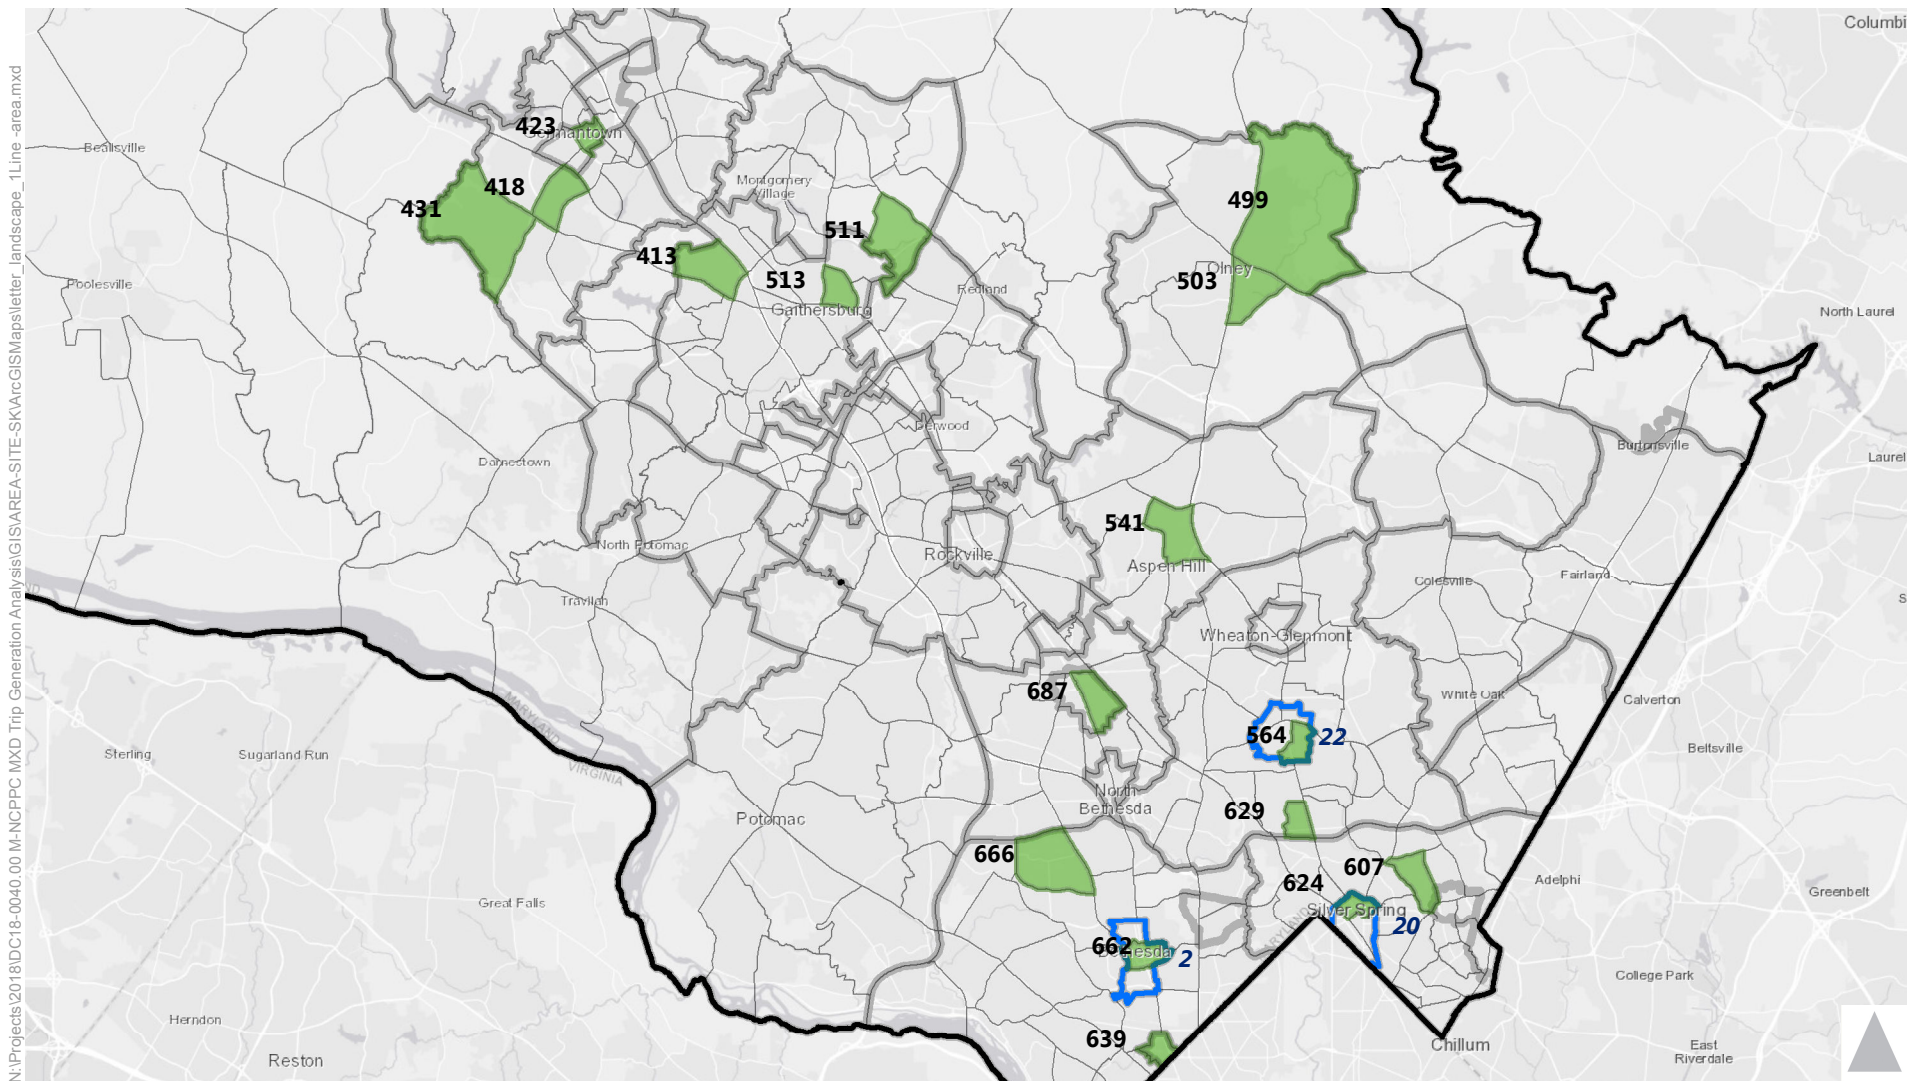 Columbi
423
Germantown
Beallsville
Montgomery
Village
418
431
499
511
413
513
503
Olney
Poolesville
Redland
Gaithersburg
North Laurel
Derwood
Burtonsville
Laurel
Darnestown
541
North Potomac
Rockville
Aspen Hill
Colesville
Fairland
Travilah
Wheaton-Glenmont
687
White Oak
Calverton
MARYLAND
VIRGINIA
564
22
Sterling
Sugarland Run
Beltsville
North
Bethesda
629
Potomac
666
607
624
Adelphi
Greenbelt
Great Falls
Silver Spring
20
662
Bethesda
2
College Park
Herndon
639
Chillum
Reston
East
Riverdale
N:\Projects\2018\DC18-0040.00 M-NCPPC MXD Trip Generation Analysis\GIS\AREA-SITE-SK\ArcGISMaps\letter_landscape_1Line -area.mxd